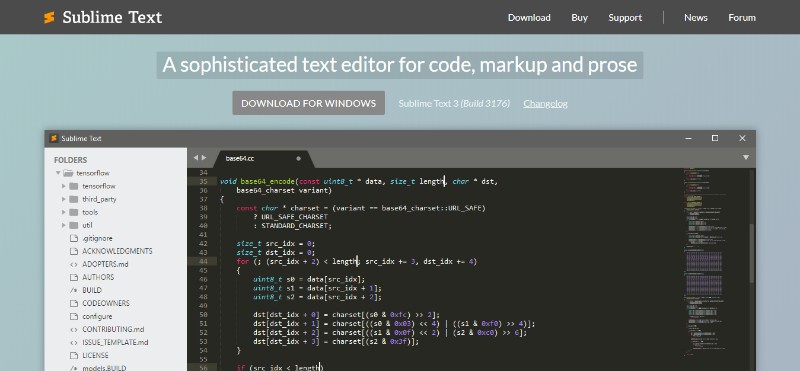 Sublime Text
Download Buy Support News Forum
A sophisticated text editor for code, markup and prose
DOWNLOAD FOR WINDOWS Sublime Text 3 (Build 3176) Changelog
Sublime Text
FOLDERS
tensorflow
tensorflow
third_party
tools
util
.gitignore
ACKNOWLEDGMENTS
ADOPTERS.md
AUTHORS
BUILD
CODEOWNERS
configure
CONTRIBUTING.md
ISSUE_TEMPLATE.md
LICENSE
models.BUILD
base64.cc
34
35 void base64_encode(const uint8_t * data, size_t length, char * dst,
36 base64_charset variant)
37 {
38 const char * charset = (variant == base64_charset::URL_SAFE)
39 ? URL_SAFE_CHARSET
40 : STANDARD_CHARSET;
41
42 size_t src_idx = 0;
43 size_t dst_idx = 0;
44 for (; (src_idx + 2) < length; src_idx += 3, dst_idx += 4)
45 {
46 uint8_t s0 = data[src_idx];
47 uint8_t s1 = data[src_idx + 1];
48 uint8_t s2 = data[src_idx + 2];
49
50 dst[dst_idx + 0] = charset[(s0 & 0xfc) >> 2];
51 dst[dst_idx + 1] = charset[((s0 & 0x03) << 4) | ((s1 & 0xf0) >> 4)];
52 dst[dst_idx + 2] = charset[((s1 & 0x0f) << 2) | (s2 & 0xc0) >> 6];
53 dst[dst_idx + 3] = charset[(s2 & 0x3f)];
54 }
55
56 if (src_idx < length)